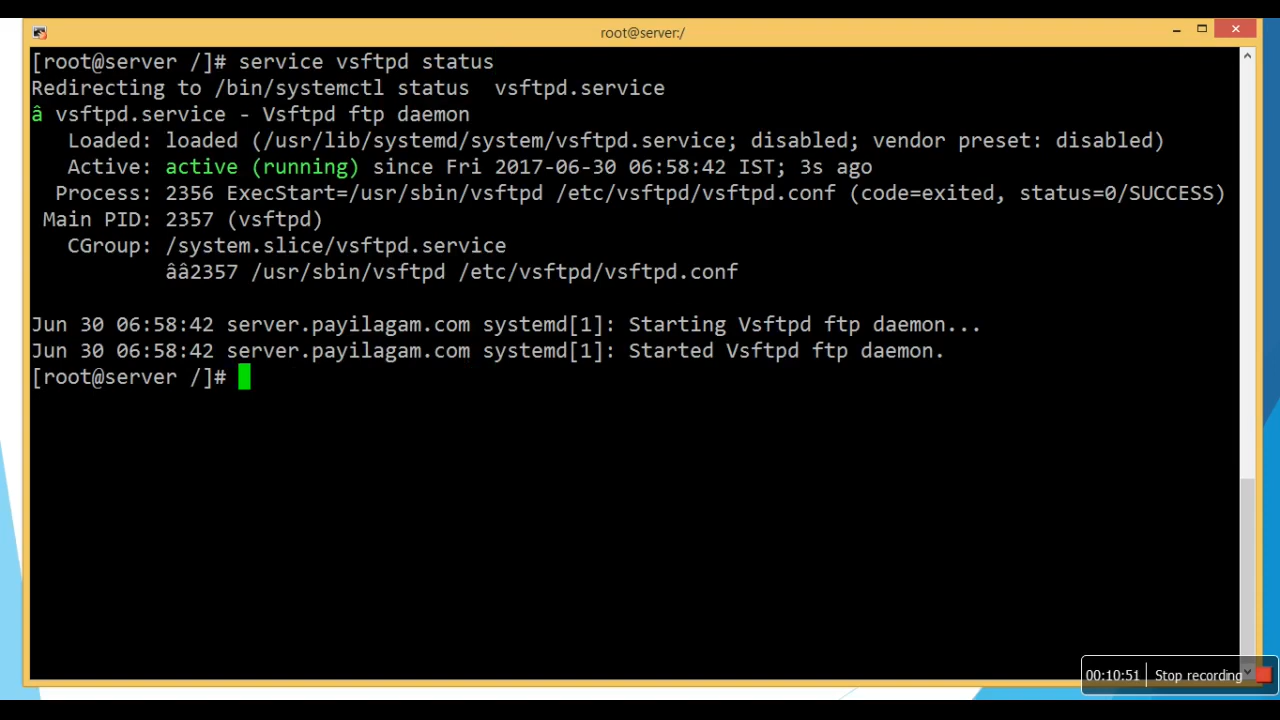 root@server:/
[root@server /]# service vsftpd status
Redirecting to /bin/systemctl status  vsftpd.service
â vsftpd.service - Vsftpd ftp daemon
   Loaded: loaded (/usr/lib/systemd/system/vsftpd.service; disabled; vendor preset: disabled)
   Active: active (running) since Fri 2017-06-30 06:58:42 IST; 3s ago
  Process: 2356 ExecStart=/usr/sbin/vsftpd /etc/vsftpd/vsftpd.conf (code=exited, status=0/SUCCESS)
 Main PID: 2357 (vsftpd)
   CGroup: /system.slice/vsftpd.service
           ââ2357 /usr/sbin/vsftpd /etc/vsftpd/vsftpd.conf
Jun 30 06:58:42 server.payilagam.com systemd[1]: Starting Vsftpd ftp daemon...
Jun 30 06:58:42 server.payilagam.com systemd[1]: Started Vsftpd ftp daemon.
[root@server /]#
00:10:51 Stop recording